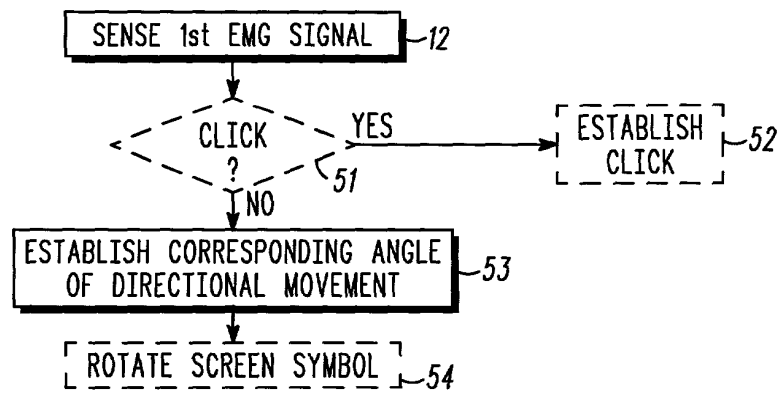 SENSE 1st EMG SIGNAL
12
CLICK
?
51
YES
ESTABLISH
CLICK
52
NO
ESTABLISH CORRESPONDING ANGLE
OF DIRECTIONAL MOVEMENT
53
ROTATE SCREEN SYMBOL
54